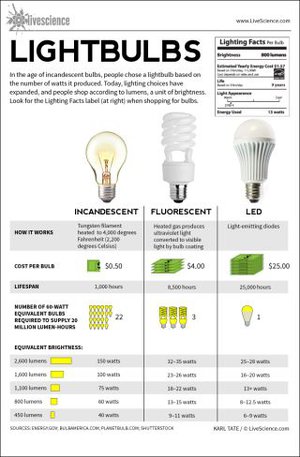 livescience
www.LiveScience.com
LIGHTBULBS
In the age of incandescent bulbs, people chose a lightbulb based on
the number of watts it produced. Today, lighting choices have
expanded, and people shop according to lumens, a unit of brightness.
Look for the Lighting Facts label (at right) when shopping for bulbs.
Lighting Facts Per Bulb
Brightness 800 lumens
Estimated Yearly Energy Cost $1.57
Life
9 years
Light Appearance
Energy Used 13 watts
INCANDESCENT FLUORESCENT LED
HOW IT WORKS
Tungsten filament
heated to 4,000 degrees
Fahrenheit (2,200
degrees Celsius)
Heated gas produces
ultraviolet light
converted to visible
light by bulb coating
Light-emitting diodes
COST PER BULB $0.50 $4.00 $25.00
LIFESPAN 1,000 hours 8,500 hours 25,000 hours
NUMBER OF 60-WATT
EQUIVALENT BULBS
REQUIRED TO SUPPLY 20
MILLION LUMEN-HOURS
22 3 1
EQUIVALENT BRIGHTNESS:
2,600 lumens 150 watts 32–35 watts 25–28 watts
1,600 lumens 100 watts 23–26 watts 16–20 watts
1,100 lumens 75 watts 18–22 watts 13+ watts
800 lumens 60 watts 13–15 watts 8–12.5 watts
450 lumens 40 watts 9–11 watts 6–9 watts
SOURCES: ENERGY.GOV; BULBAMERICA.COM; PLANETBULB.COM; SHUTTERSTOCK
KARL TATE / © LiveScience.com